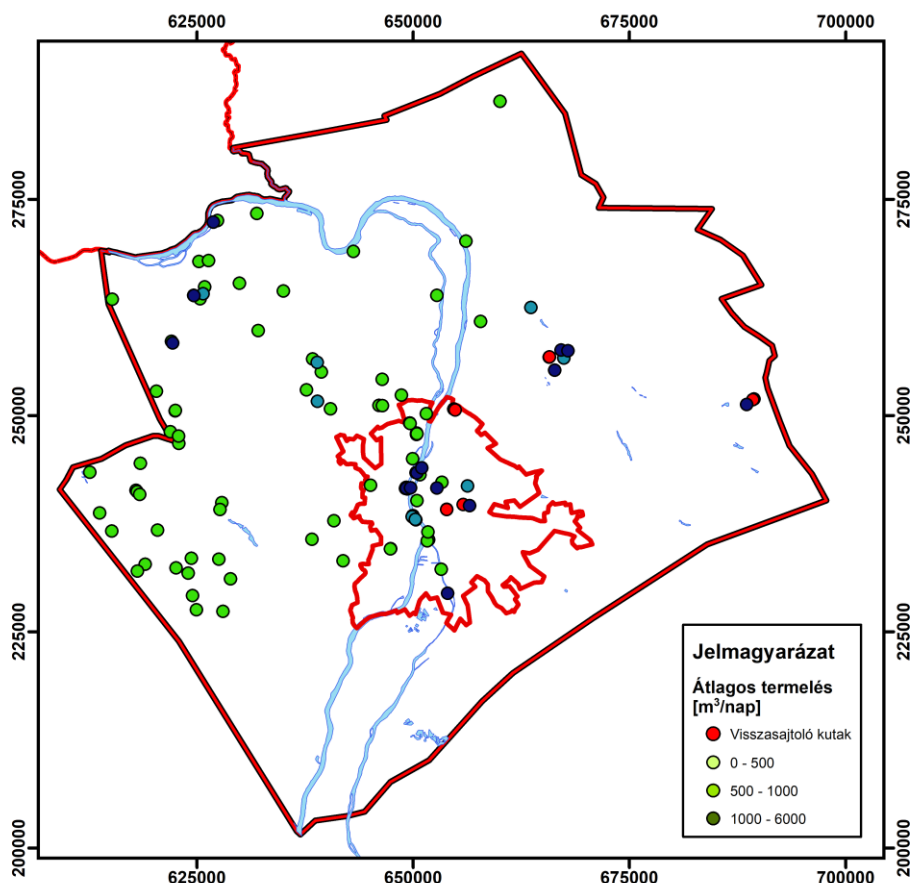 625000 650000 675000 700000
275000 275000
250000 250000
225000 225000
Jelmagyarázat
Átlagos termelés
[m³/nap]
Visszasajtoló kutak
0 - 500
500 - 1000
1000 - 6000
200000 200000
625000 650000 675000 700000